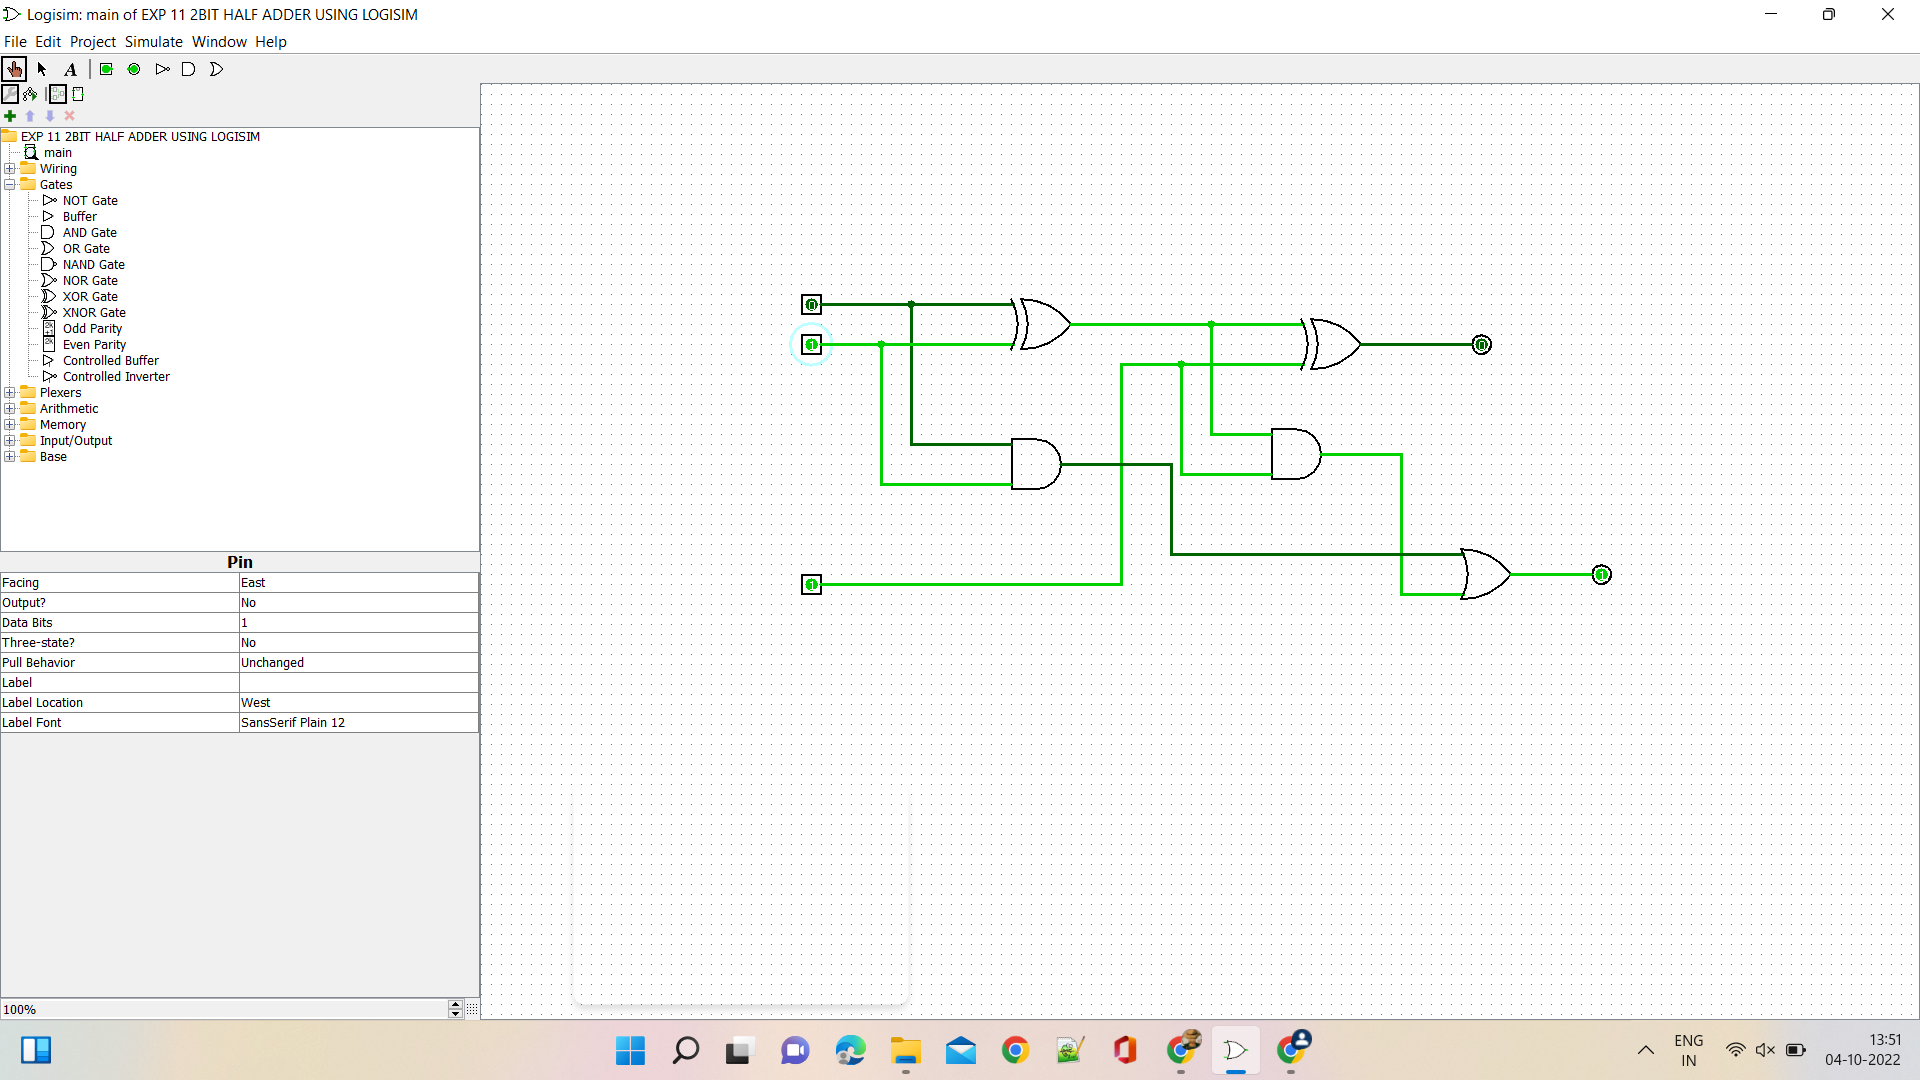 Logisim: main of EXP 11 2BIT HALF ADDER USING LOGISIM
File Edit Project Simulate Window Help
A
EXP 11 2BIT HALF ADDER USING LOGISIM
main
Wiring
Gates
NOT Gate
Buffer
AND Gate
OR Gate
NAND Gate
NOR Gate
XOR Gate
XNOR Gate
Odd Parity
Even Parity
Controlled Buffer
Controlled Inverter
Plexers
Arithmetic
Memory
Input/Output
Base
Pin
Facing East
Output? No
Data Bits 1
Three-state? No
Pull Behavior Unchanged
Label
Label Location West
Label Font SansSerif Plain 12
100%
0
1
1
0
1
ENG
IN
13:51
04-10-2022